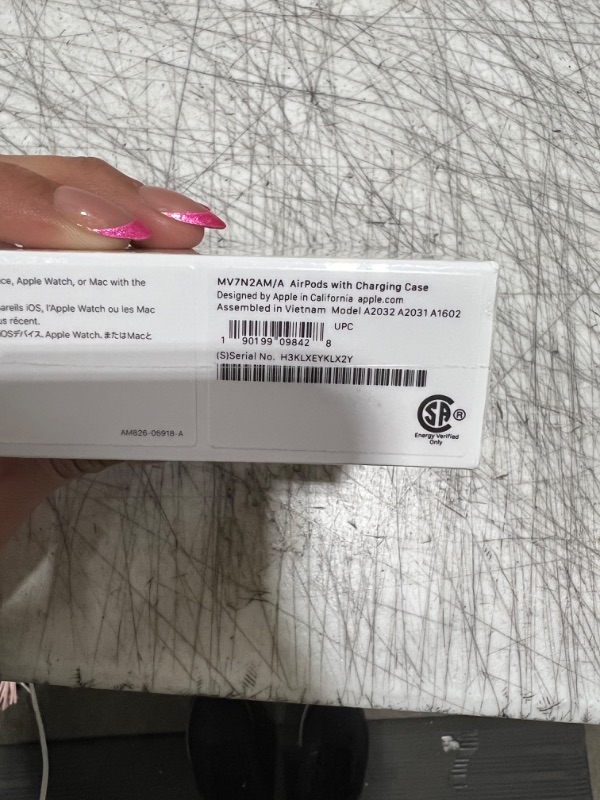 ce, Apple Watch, or Mac with the
areils iOS, l'Apple Watch ou les Mac
us récent.
iOSデバイス、Apple Watch、またはMacと
AM826-05918-A
MV7N2AM/A AirPods with Charging Case
Designed by Apple in California apple.com
Assembled in Vietnam Model A2032 A2031 A1602
UPC
1 90199 09842 8
(S)Serial No. H3KLXEYKLX2Y
SA ®
Energy Verified
Only